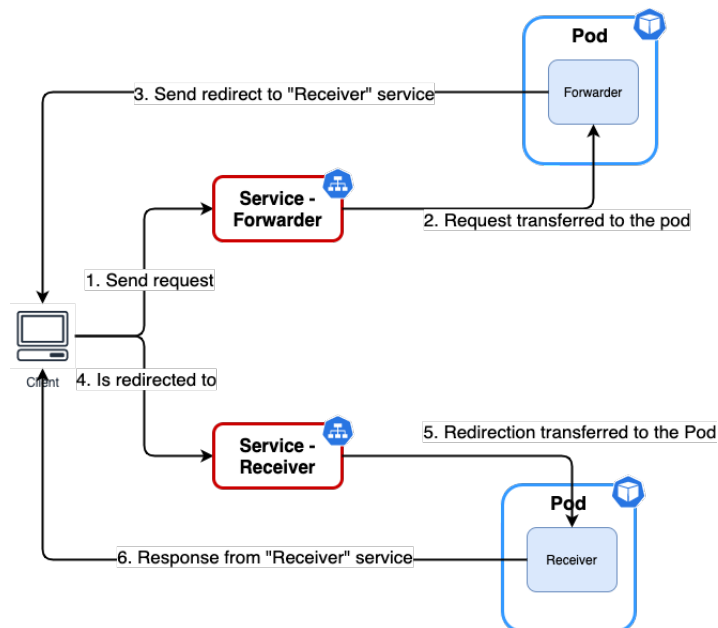 Pod
Forwarder
3. Send redirect to "Receiver" service
Service -
Forwarder
2. Request transferred to the pod
1. Send request
Client
4. Is redirected to
Service -
Receiver
5. Redirection transferred to the Pod
Pod
Receiver
6. Response from "Receiver" service